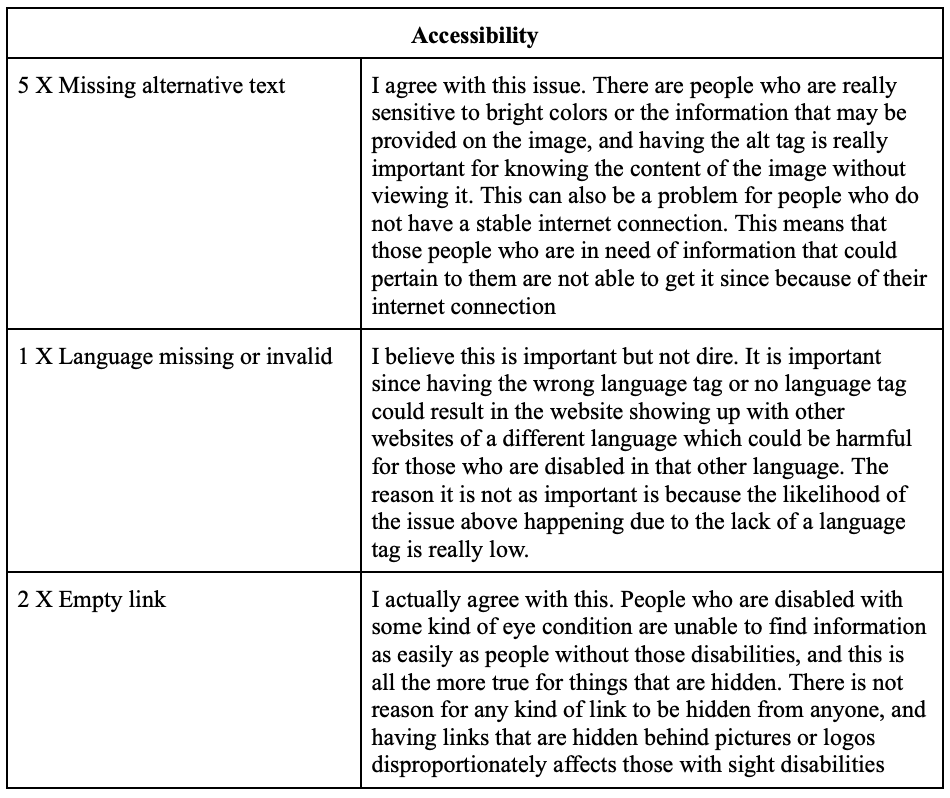 Accessibility
5 X Missing alternative text
I agree with this issue. There are people who are really
sensitive to bright colors or the information that may be
provided on the image, and having the alt tag is really
important for knowing the content of the image without
viewing it. This can also be a problem for people who do
not have a stable internet connection. This means that
those people who are in need of information that could
pertain to them are not able to get it since because of their
internet connection
1 X Language missing or invalid
I believe this is important but not dire. It is important
since having the wrong language tag or no language tag
could result in the website showing up with other
websites of a different language which could be harmful
for those who are disabled in that other language. The
reason it is not as important is because the likelihood of
the issue above happening due to the lack of a language
tag is really low.
2 X Empty link
I actually agree with this. People who are disabled with
some kind of eye condition are unable to find information
as easily as people without those disabilities, and this is
all the more true for things that are hidden. There is not
reason for any kind of link to be hidden from anyone, and
having links that are hidden behind pictures or logos
disproportionately affects those with sight disabilities